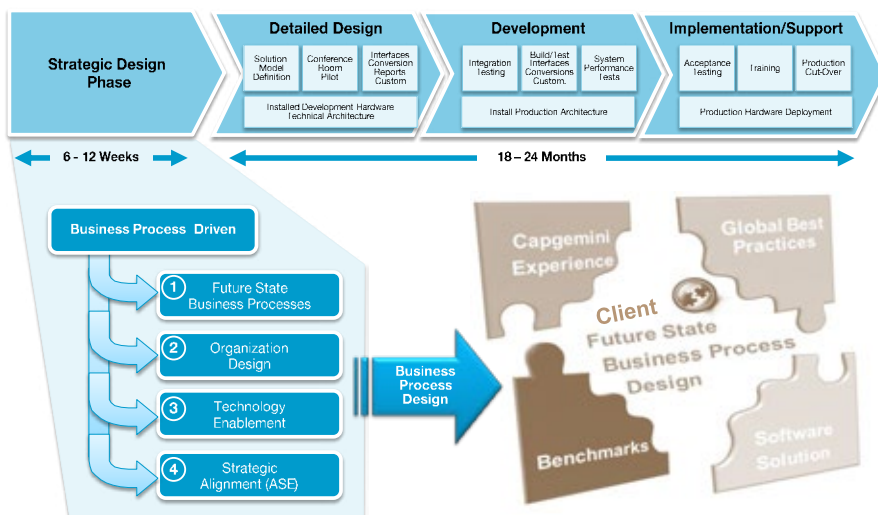 Strategic Design
Phase
Detailed Design
Solution
Model
Definition
Conference
Room
Pilot
Interfaces
Conversion
Reports
Custom
Installed Development Hardware
Technical Architecture
Development
Integration
Testing
Build/Test
Interfaces
Conversions
Custom.
System
Performance
Tests
Install Production Architecture
Implementation/Support
Acceptance
Testing
Training
Production
Cut-Over
Production Hardware Deployment
6 - 12 Weeks
18 – 24 Months
Business Process Driven
1
Future State
Business Processes
2
Organization
Design
3
Technology
Enablement
4
Strategic
Alignment (ASE)
Business
Process
Design
Capgemini
Experience
Global Best
Practices
Client
Future State
Business Process
Design
Benchmarks
Software
Solution